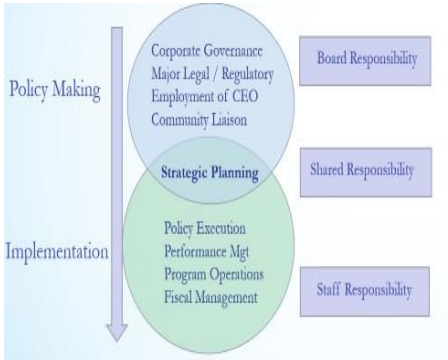 Policy Making
Corporate Governance
Major Legal / Regulatory
Employment of CEO
Community Liaison
Board Responsibility
Strategic Planning
Shared Responsibility
Implementation
Policy Execution
Performance Mgt
Program Operations
Fiscal Management
Staff Responsibility